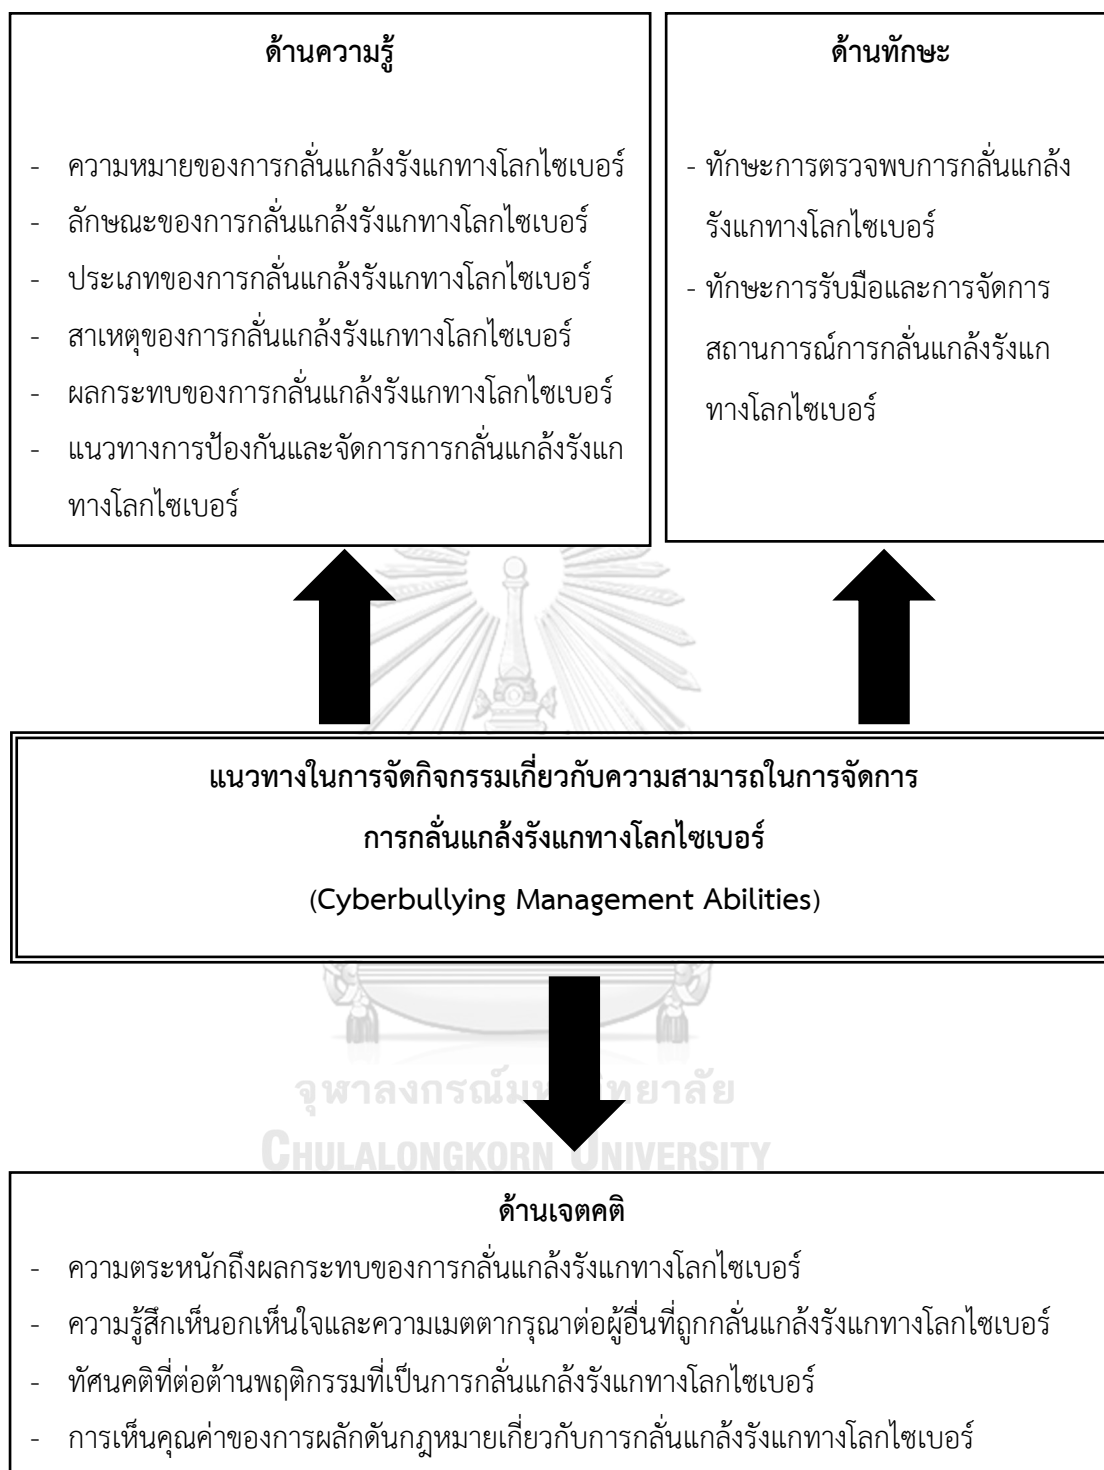 ด้านความรู้
- ความหมายของการกลั่นแกล้งรังแกทางโลกไซเบอร์
- ลักษณะของการกลั่นแกล้งรังแกทางโลกไซเบอร์
- ประเภทของการกลั่นแกล้งรังแกทางโลกไซเบอร์
- สาเหตุของการกลั่นแกล้งรังแกทางโลกไซเบอร์
- ผลกระทบของการกลั่นแกล้งรังแกทางโลกไซเบอร์
- แนวทางการป้องกันและจัดการการกลั่นแกล้งรังแก
ทางโลกไซเบอร์
ด้านทักษะ
- ทักษะการตรวจพบการกลั่นแกล้ง
รังแกทางโลกไซเบอร์
- ทักษะการรับมือและการจัดการ
สถานการณ์การกลั่นแกล้งรังแก
ทางโลกไซเบอร์
แนวทางในการจัดกิจกรรมเกี่ยวกับความสามารถในการจัดการ
การกลั่นแกล้งรังแกทางโลกไซเบอร์
(Cyberbullying Management Abilities)
จุฬาลงกรณ์มหาวิทยาลัย
CHULALONGKORN UNIVERSITY
ด้านเจตคติ
- ความตระหนักถึงผลกระทบของการกลั่นแกล้งรังแกทางโลกไซเบอร์
- ความรู้สึกเห็นอกเห็นใจและความเมตตากรุณาต่อผู้อื่นที่ถูกกลั่นแกล้งรังแกทางโลกไซเบอร์
- ทัศนคติที่ต่อต้านพฤติกรรมที่เป็นการกลั่นแกล้งรังแกทางโลกไซเบอร์
- การเห็นคุณค่าของการผลักดันกฎหมายเกี่ยวกับการกลั่นแกล้งรังแกทางโลกไซเบอร์